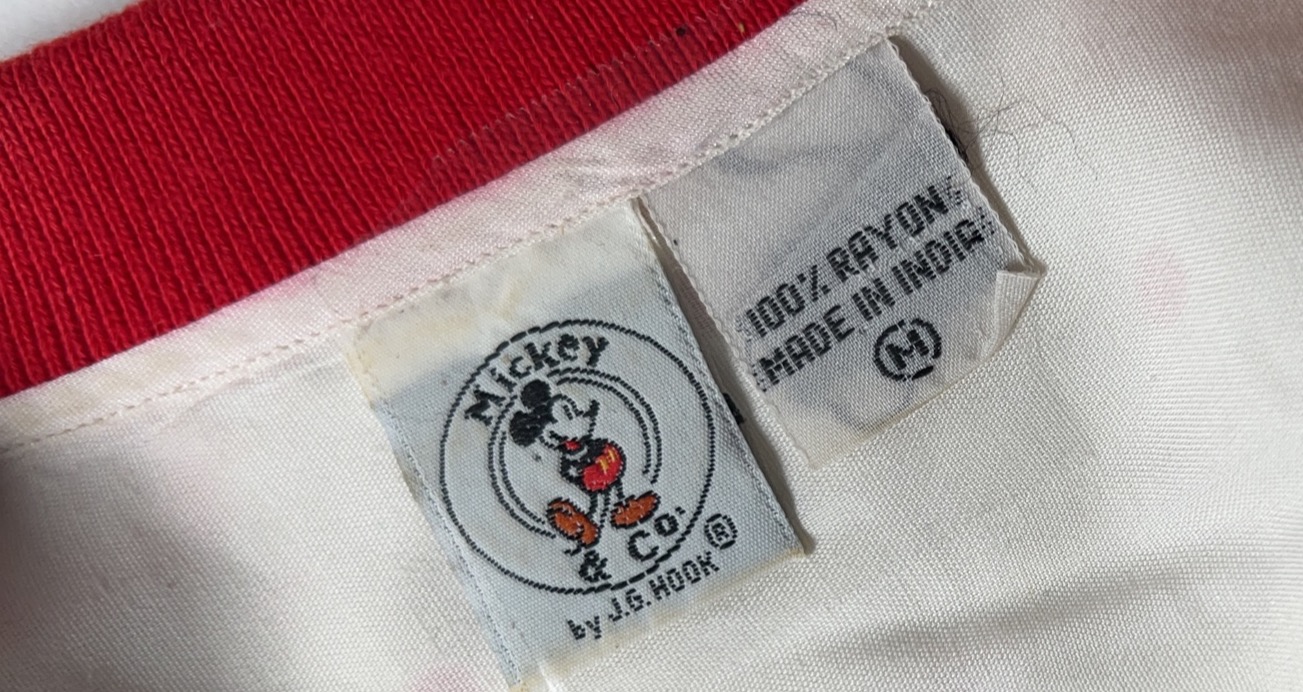 Mickey
& Co.
by J.G. HOOK ®
100% RAYON
MADE IN INDIA
M